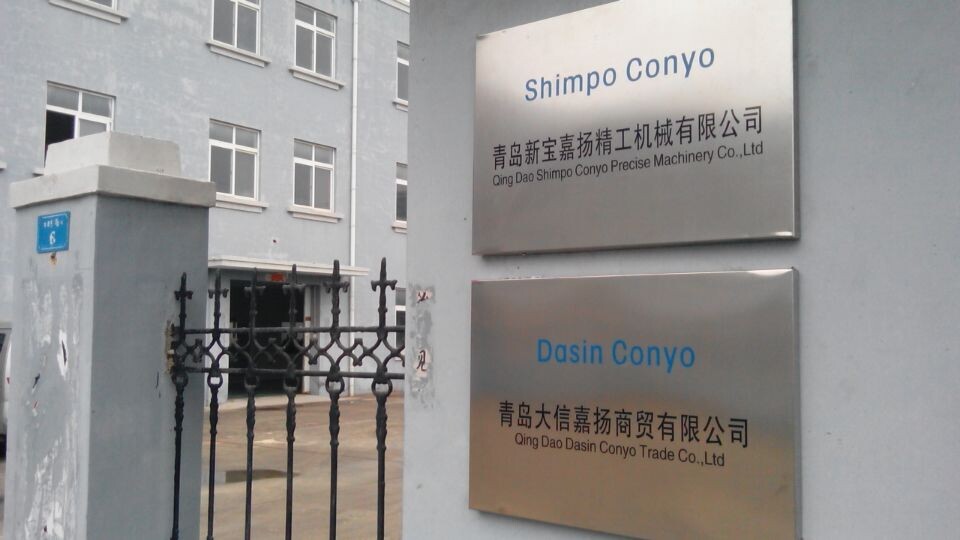 Shimpo Conyo
青岛新宝嘉扬精工机械有限公司
Qing Dao Shimpo Conyo Precise Machinery Co.,Ltd
Dasin Conyo
青岛大信嘉扬商贸有限公司
Qing Dao Dasin Conyo Trade Co.,Ltd
6
见